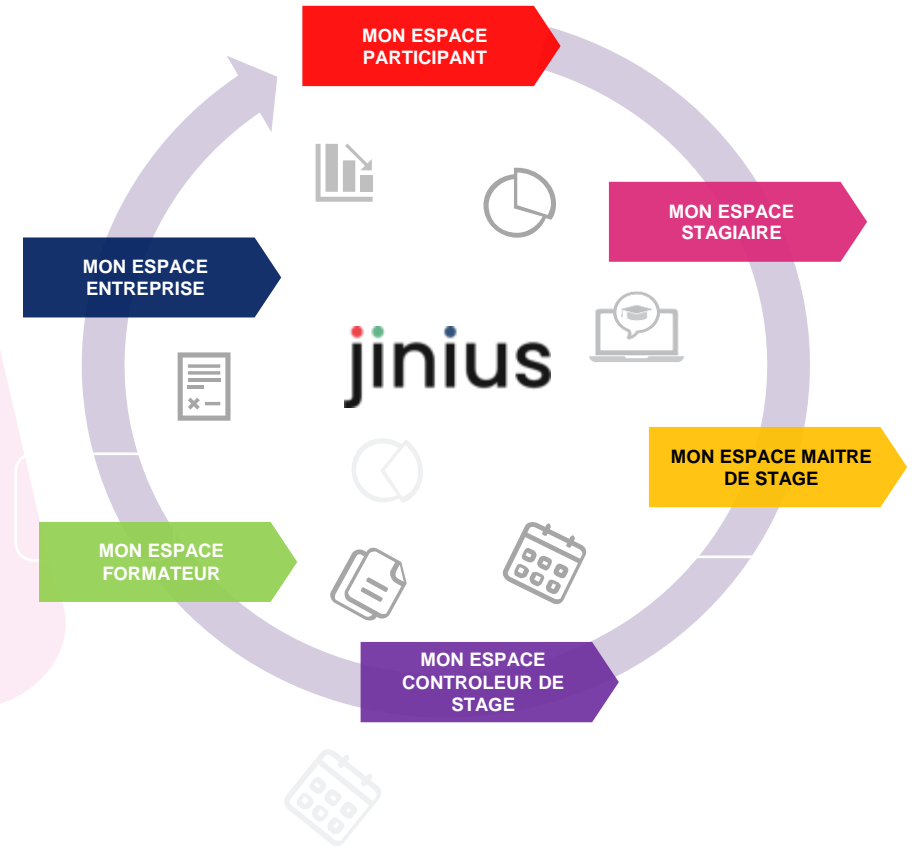 MON ESPACE
PARTICIPANT
MON ESPACE
STAGIAIRE
MON ESPACE
ENTREPRISE
jinius
MON ESPACE MAITRE
DE STAGE
MON ESPACE
FORMATEUR
MON ESPACE
CONTROLEUR DE
STAGE